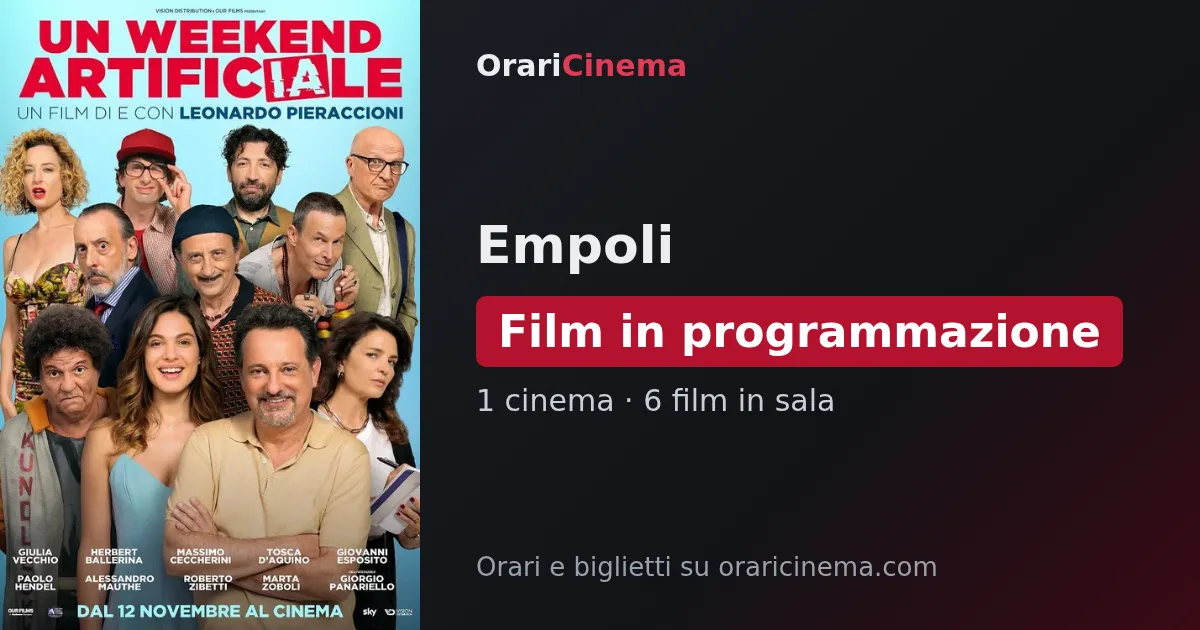 VISION DISTRIBUTION e OUR FILMS PRESENTANO
UN WEEKEND
ARTIFICIALE
UN FILM DI E CON LEONARDO PIERACCIONI
KUNDL
GIULIA VECCHIO
HERBERT BALLERINA
MASSIMO CECCHERINI
TOSCA D'AQUINO
GIOVANNI ESPOSITO
PAOLO HENDEL
ALESSANDRO MAUTHE
ROBERTO ZIBETTI
MARTA ZOBOLI
GIORGIO PANARIELLO
OUR FILMS
DAL 12 NOVEMBRE AL CINEMA
sky
VISION
OrariCinema
Empoli
Film in programmazione
1 cinema · 6 film in sala
Orari e biglietti su oraricinema.com